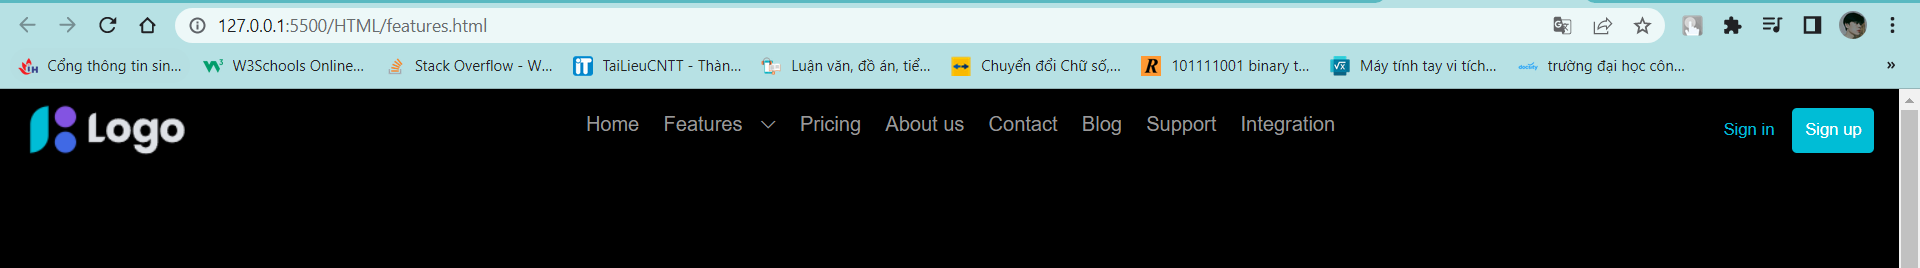 127.0.0.1:5500/HTML/features.html
Cổng thông tin sin... W3Schools Online... Stack Overflow - W... TaiLieuCNTT - Thàn... Luận văn, đồ án, tiể... Chuyển đổi Chữ số,... 101111001 binary t... Máy tính tay vi tích... trường đại học côn... »
Logo Home Features Pricing About us Contact Blog Support Integration Sign in Sign up